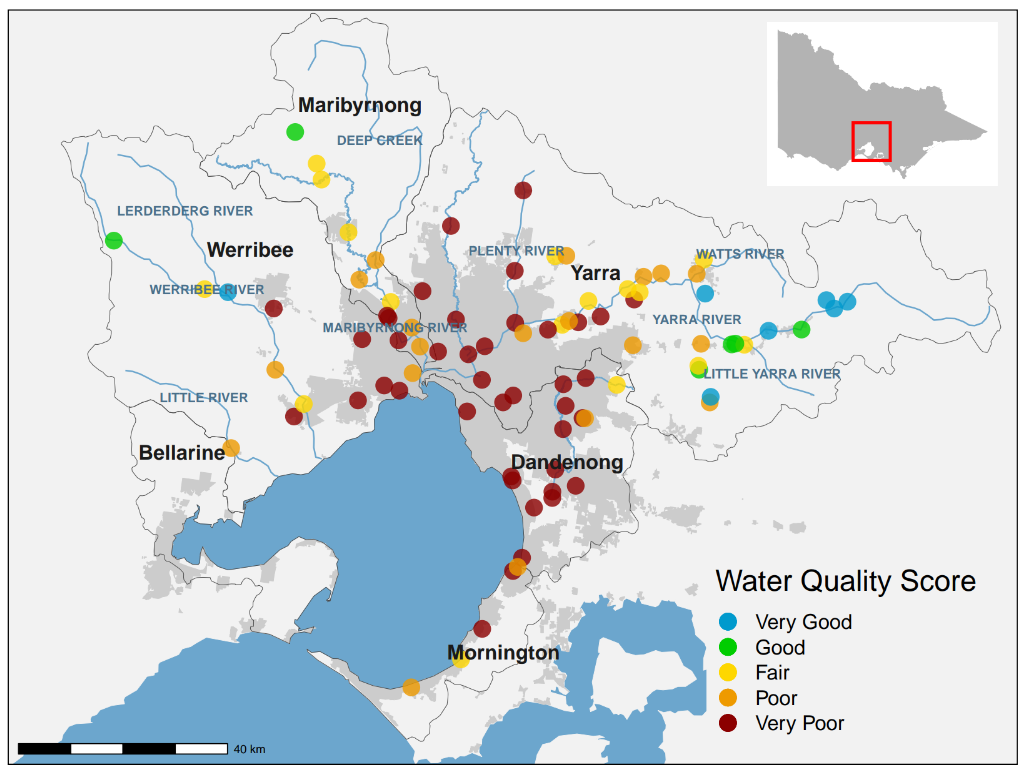 Maribyrnong
DEEP CREEK
LERDERDERG RIVER
Werribee
PLENTY RIVER
WATTS RIVER
Yarra
WERRIBEE RIVER
YARRA RIVER
MARIBYRNONG RIVER
LITTLE YARRA RIVER
LITTLE RIVER
Bellarine
Dandenong
Water Quality Score
Very Good
Good
Fair
Poor
Very Poor
Mornington
40 km